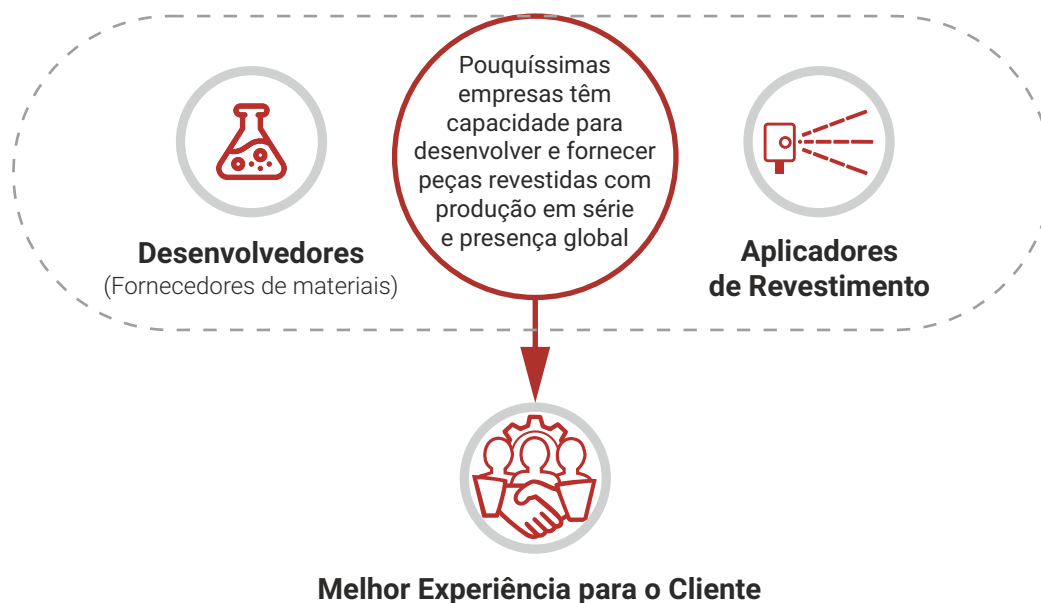 Pouquíssimas
empresas têm
capacidade para
desenvolver e fornecer
peças revestidas com
produção em série
e presença global
Desenvolvedores
(Fornecedores de materiais)
Aplicadores
de Revestimento
Melhor Experiência para o Cliente